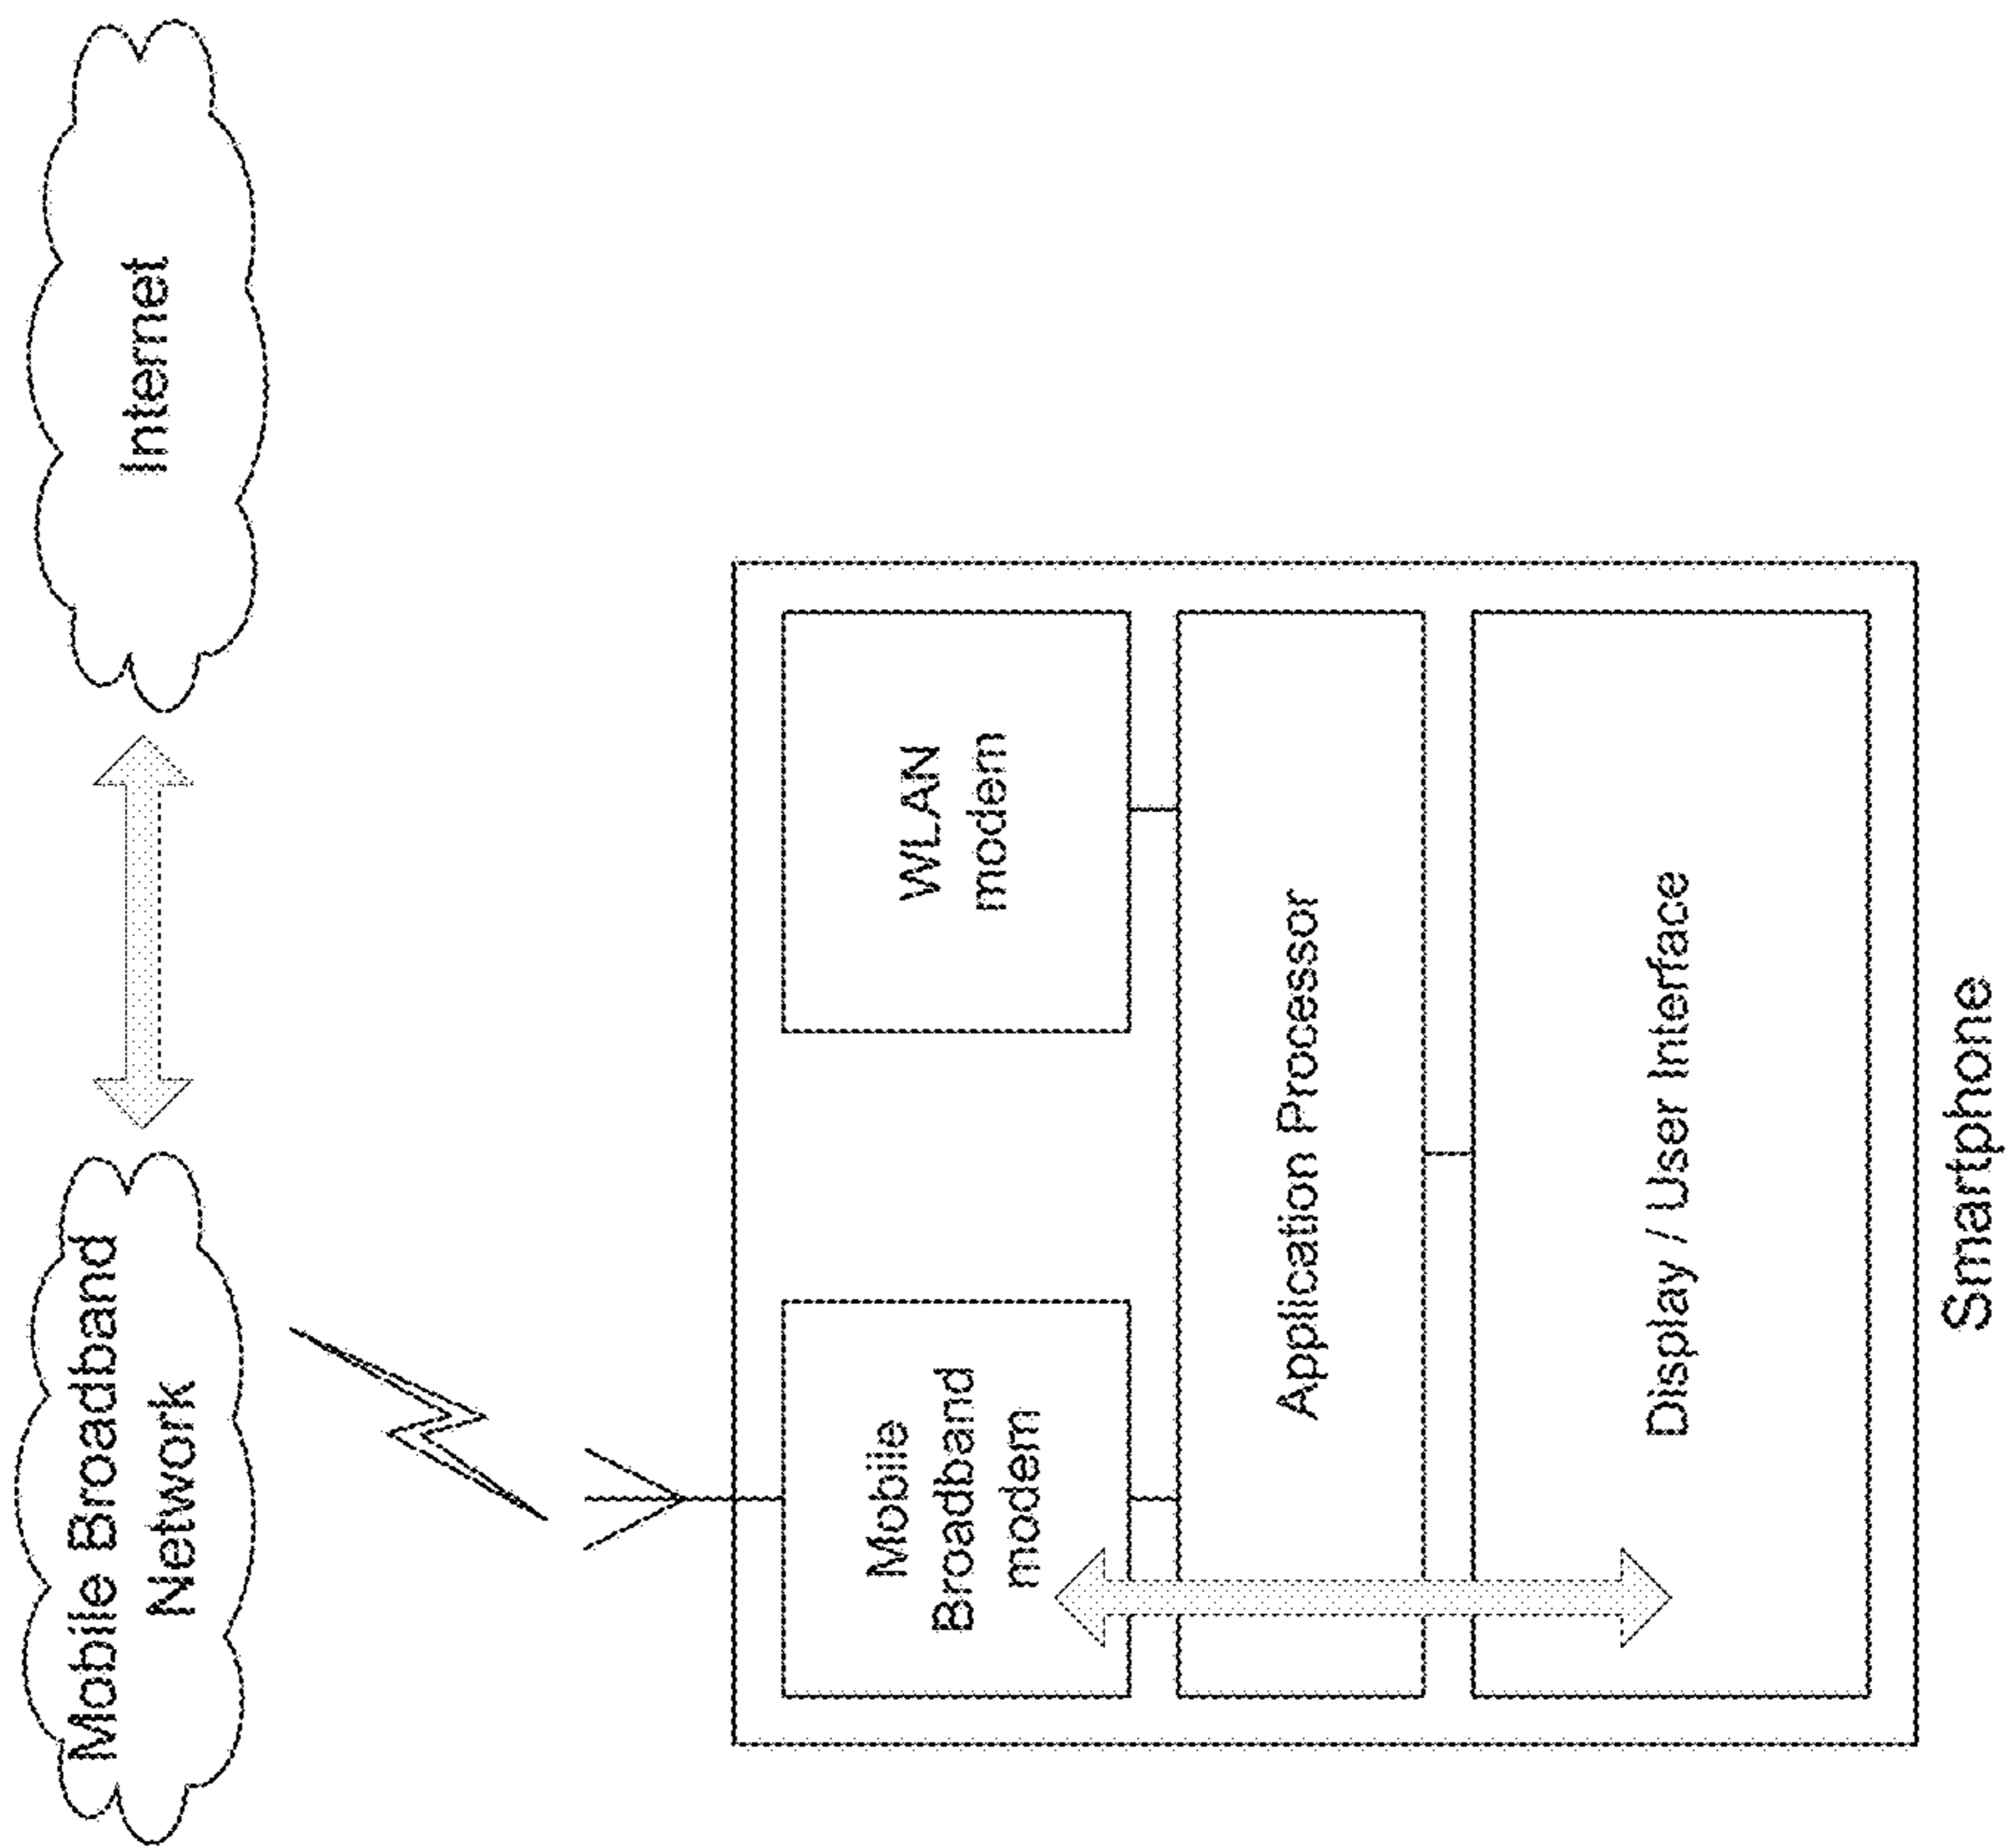 Mobile Broadband
Network
Internet
Mobile
Broadband
modem
WLAN
modem
Application Processor
Display / User Interface
Smartphone